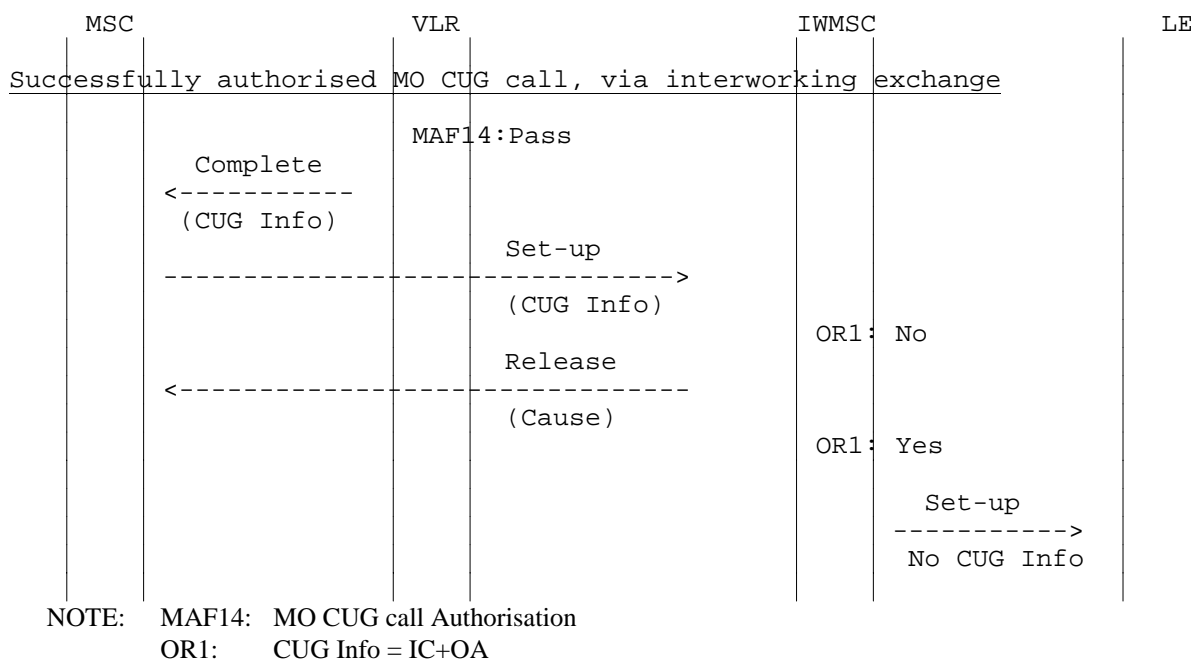 MSC VLR IWMSC LE
Successfully authorised MO CUG call, via interworking exchange
MAF14:Pass
Complete
<-----------
(CUG Info)
Set-up
-------------------------------->
(CUG Info)
OR1: No
Release
<--------------------------------
(Cause)
OR1: Yes
Set-up
----------->
No CUG Info
NOTE: MAF14: MO CUG call Authorisation
OR1: CUG Info = IC+OA